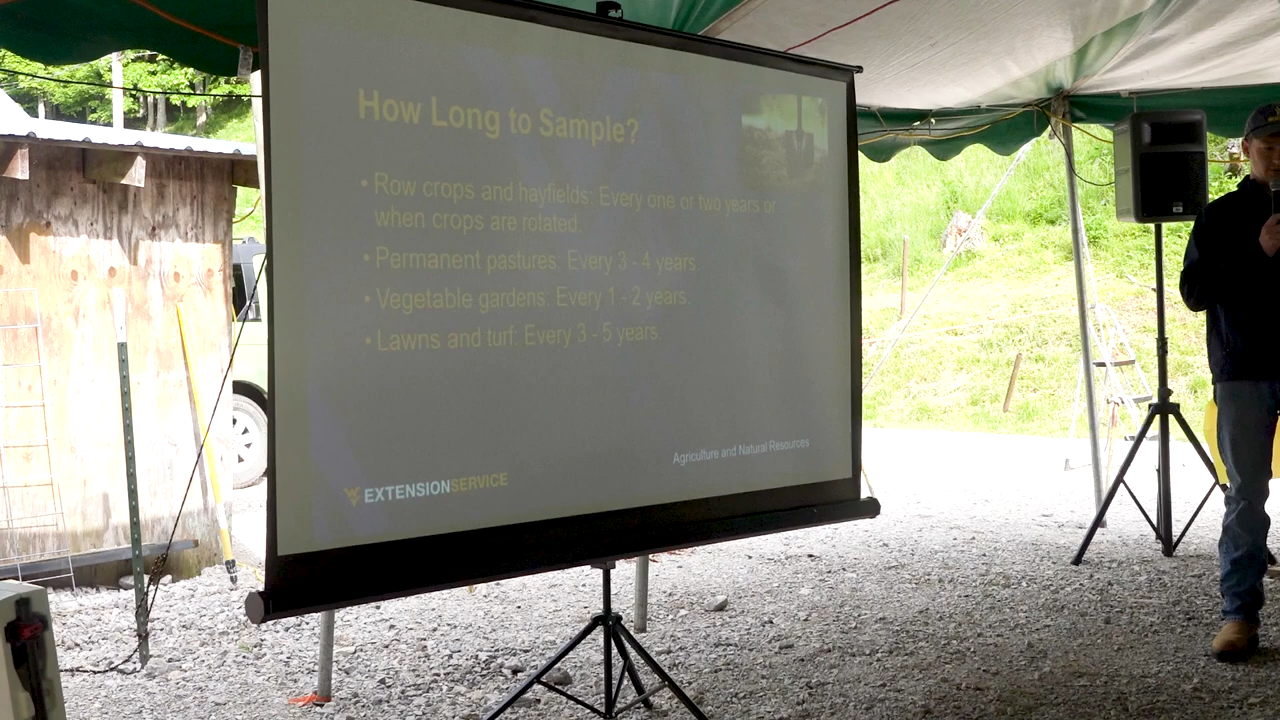 How Long to Sample?
• Row crops and hayfields: Every one or two years or
when crops are rotated.
• Permanent pastures: Every 3 - 4 years.
• Vegetable gardens: Every 1 - 2 years.
• Lawns and turf: Every 3 - 5 years.
Agriculture and Natural Resources
EXTENSIONSERVICE